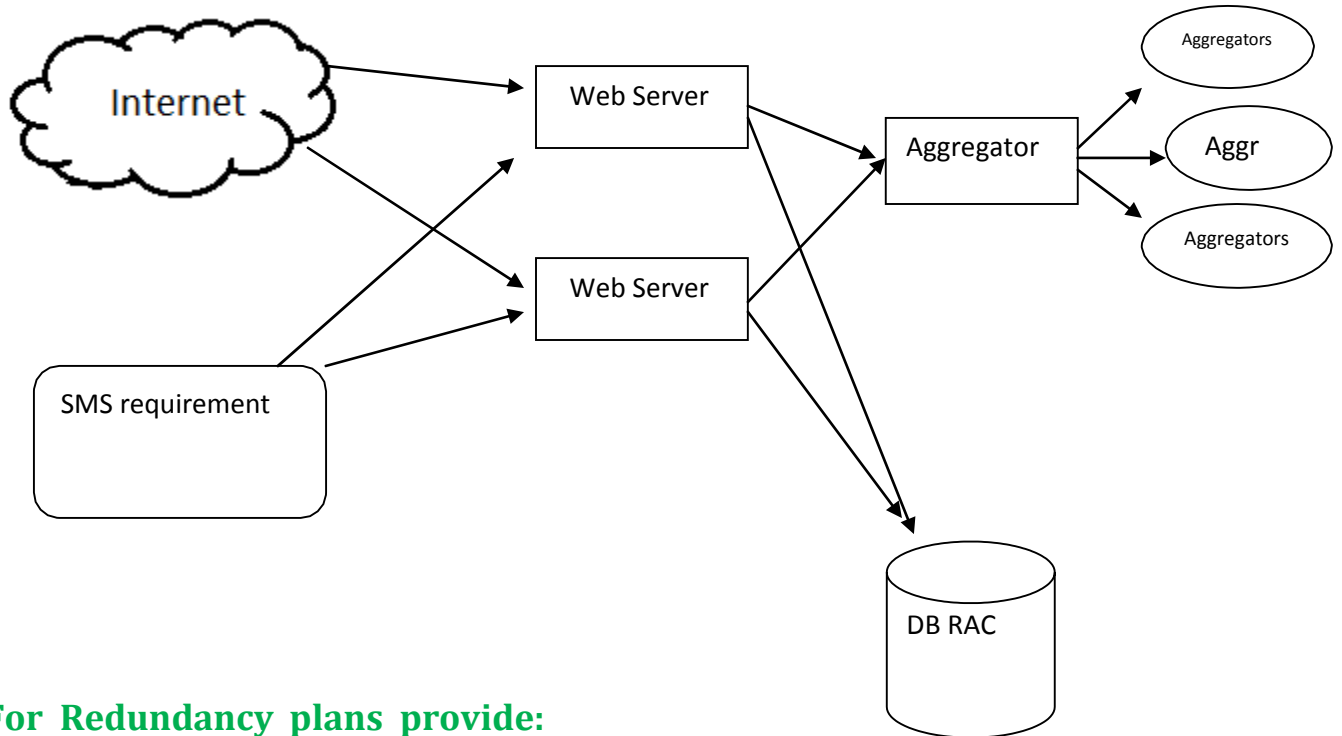 Aggregators
Internet
Web Server
Aggregator
Aggr
Aggregators
Web Server
SMS requirement
DB RAC
For Redundancy plans provide: